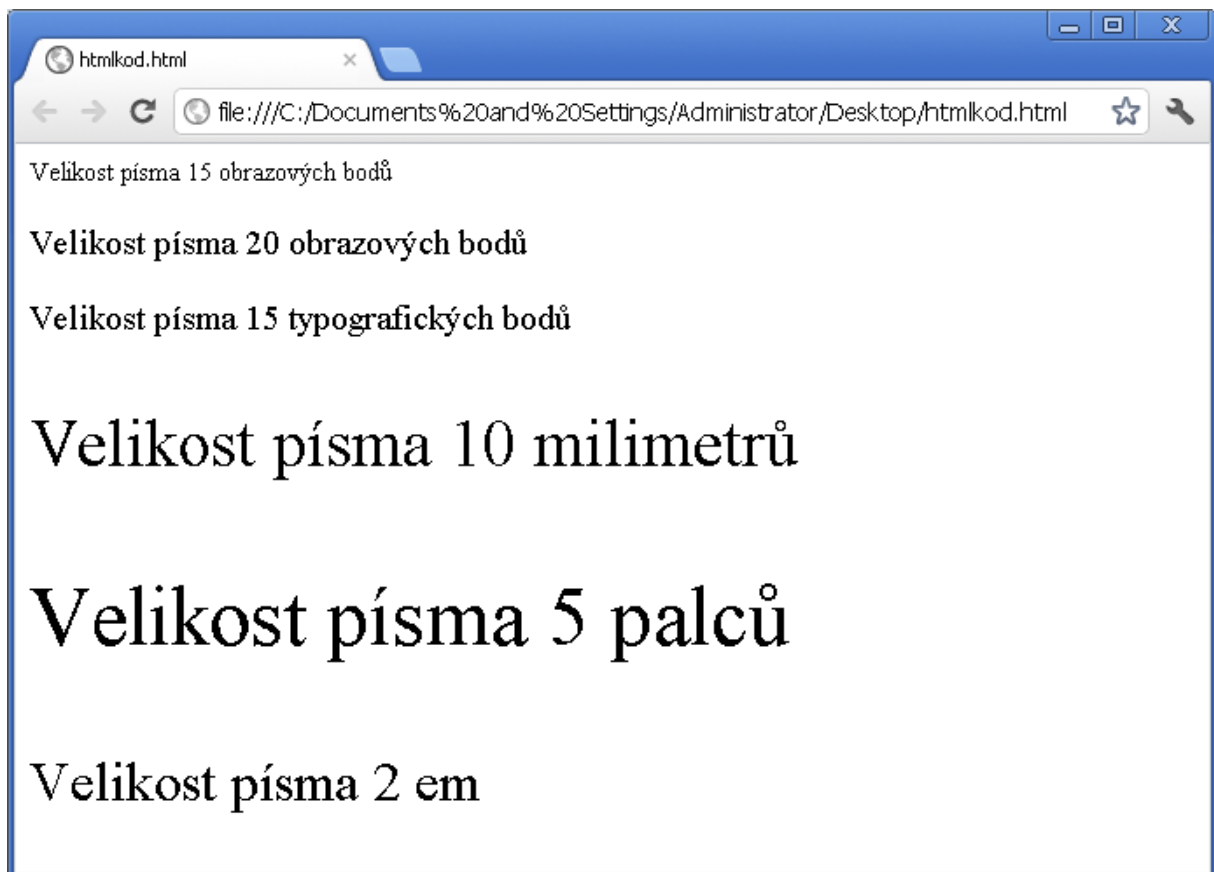 htmlkod.html
file:///C:/Documents%20and%20Settings/Administrator/Desktop/htmlkod.html
Velikost písma 15 obrazových bodů
Velikost písma 20 obrazových bodů
Velikost písma 15 typografických bodů
Velikost písma 10 milimetrů
Velikost písma 5 palců
Velikost písma 2 em